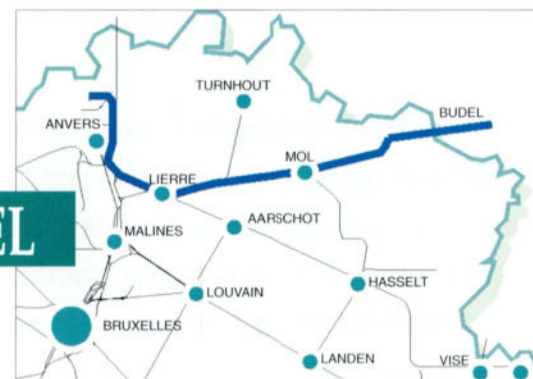 TURNHOUT
BUDEL
ANVERS
MOL
LIERRE
AARSCHOT
EL
MALINES
HASSELT
LOUVAIN
BRUXELLES
LANDEN
VISE